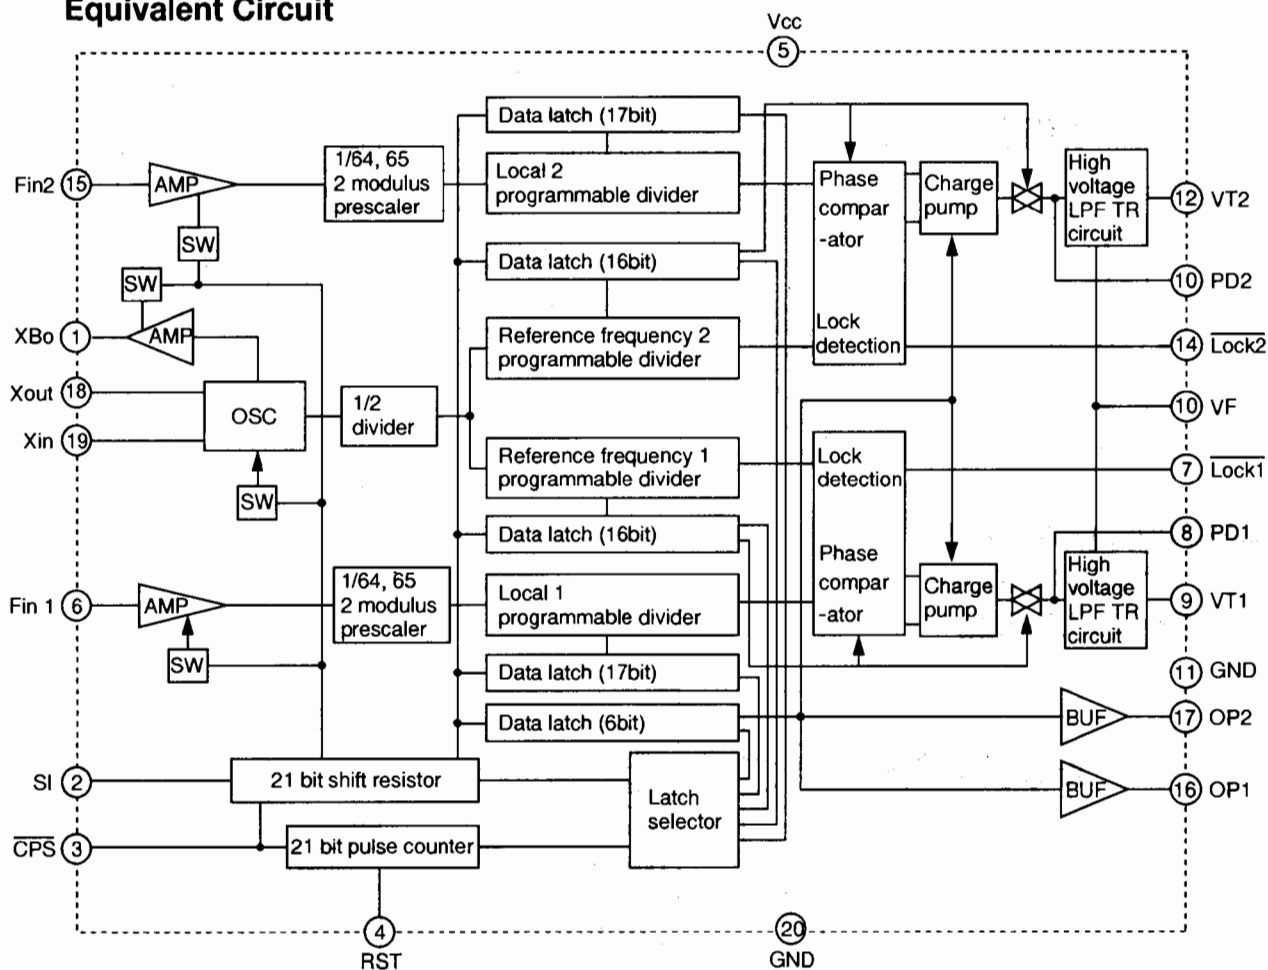 Equivalent Circuit
Vcc
5
Data latch (17bit)
Fin2 15
AMP
1/64, 65
2 modulus
prescaler
Local 2
programmable divider
Phase
compar
-ator
Lock
detection
Charge
pump
High
voltage
LPF TR
circuit
12 VT2
SW
Data latch (16bit)
10 PD2
SW
XBo 1
AMP
Reference frequency 2
programmable divider
14 Lock2
Xout 18
OSC
1/2
divider
10 VF
Xin 19
Reference frequency 1
programmable divider
Lock
detection
Phase
compar
-ator
7 Lock1
SW
Data latch (16bit)
8 PD1
Fin 1 6
AMP
1/64, 65
2 modulus
prescaler
Local 1
programmable divider
Charge
pump
High
voltage
LPF TR
circuit
9 VT1
SW
Data latch (17bit)
11 GND
Data latch (6bit)
BUF
17 OP2
SI 2
21 bit shift resistor
Latch
selector
BUF
16 OP1
CPS 3
21 bit pulse counter
4
RST
20
GND